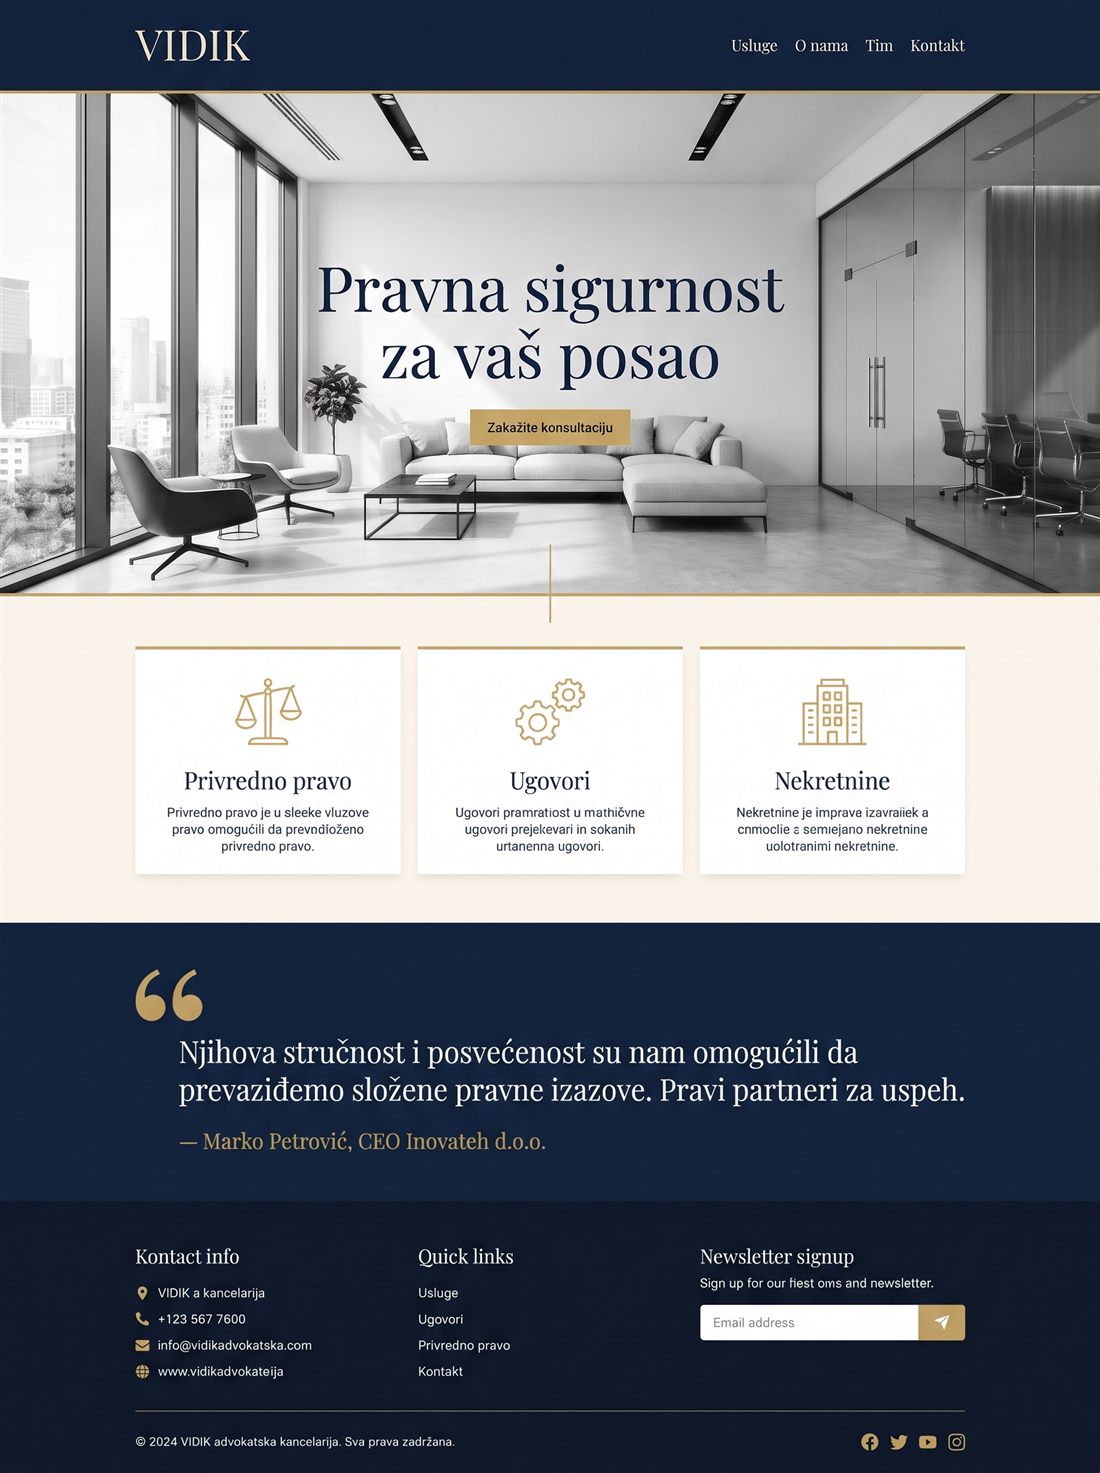 VIDIK
Usluge O nama Tim Kontakt
Pravna sigurnost
za vaš posao
Zakažite konsultaciju
Privredno pravo
Privredno pravo je u sleeke vluzove
pravo omogućili da prevndîoženo
privredno pravo.
Ugovori
Ugovori pramratiost u mathičvne
ugovori prejekevari in sokanih
urtanenna ugovori.
Nekretnine
Nekretnine je imprave izavraiiek a
cnmoclie semiejano nekretnine
uolotranimi nekretnine.
“
Njihova stručnost i posvećenost su nam omogućili da
prevaziđemo složene pravne izazove. Pravi partneri za uspeh.
— Marko Petrović, CEO Inovateh d.o.o.
Kontact info
VIDIK a kancelarija
+123 567 7600
info@vidikadvokatska.com
www.vidikadvokateija
Quick links
Usluge
Ugovori
Privredno pravo
Kontakt
Newsletter signup
Sign up for our fiest oms and newsletter.
Email address
© 2024 VIDIK advokatska kancelarija. Sva prava zadržana.